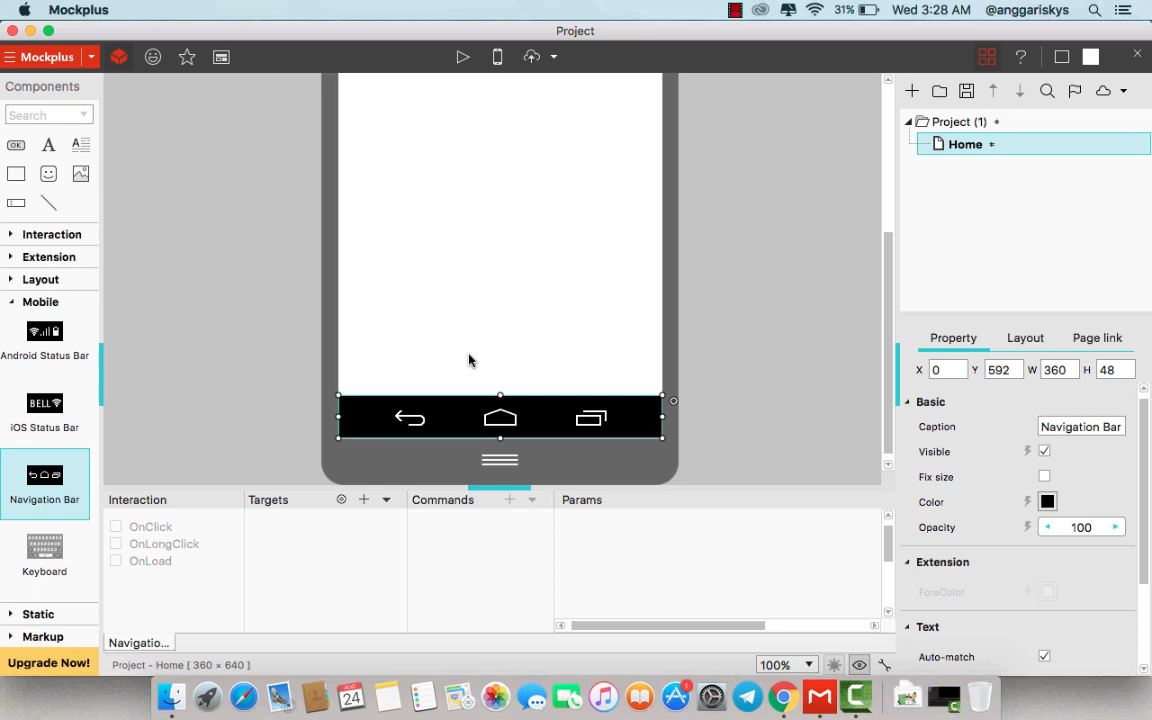 Mockplus
31%
Wed 3:28 AM
@anggariskys
Project
Mockplus
?
Components
Search
OK
A
A
Interaction
Extension
Layout
Mobile
Android Status Bar
BELL
iOS Status Bar
Navigation Bar
Keyboard
Static
Markup
Upgrade Now!
Interaction
Targets
Commands
Params
OnClick
OnLongClick
OnLoad
Navigatio...
Project - Home [ 360 × 640 ]
100%
Project (1) *
Home *
Property
Layout
Page link
X 0 Y 592 W 360 H 48
Basic
Caption Navigation Bar
Visible
Fix size
Color
Opacity 100
Extension
ForeColor
Text
Auto-match
AUG
24
1